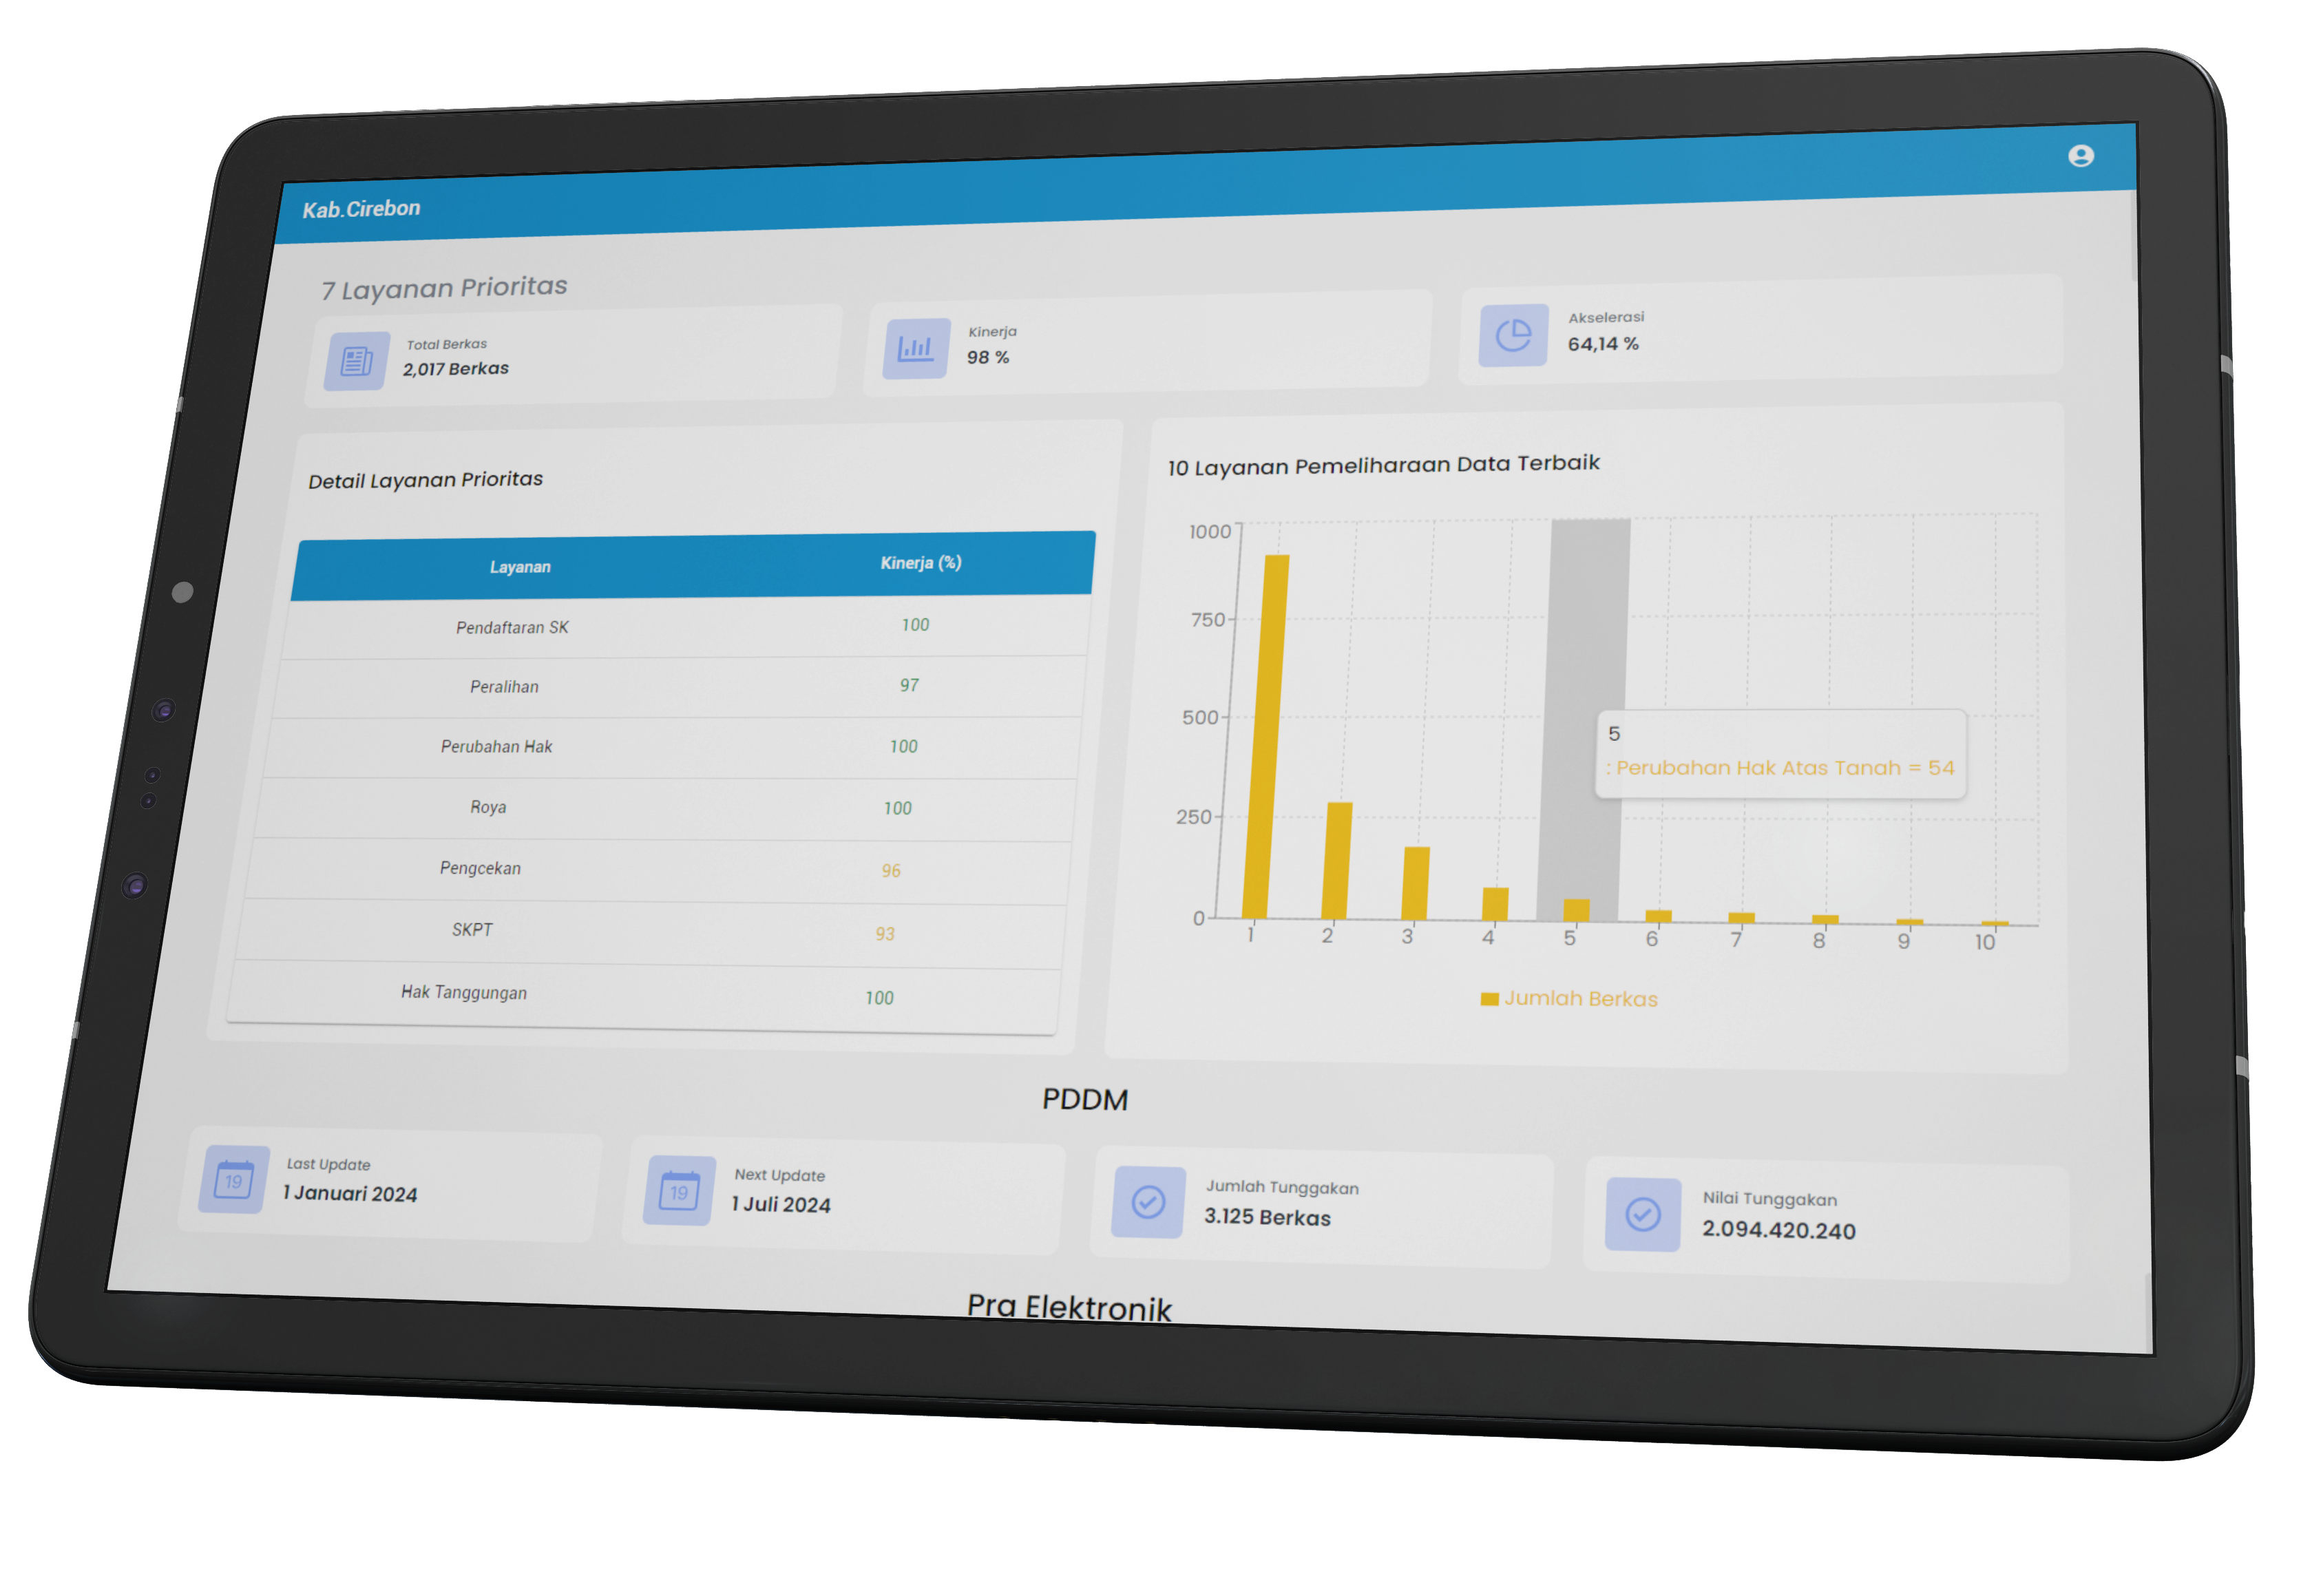 Kab.Cirebon
7 Layanan Prioritas
Total Berkas
2,017 Berkas
Kinerja
98 %
Akselerasi
64,14 %
Detail Layanan Prioritas
Layanan Kinerja (%)
Pendaftaran SK 100
Peralihan 97
Perubahan Hak 100
Roya 100
Pengcekan 96
SKPT 93
Hak Tanggungan 100
10 Layanan Pemeliharaan Data Terbaik
1000
750
500
250
0
1 2 3 4 5 6 7 8 9 10
5
: Perubahan Hak Atas Tanah = 54
Jumlah Berkas
PDDM
19
Last Update
1 Januari 2024
19
Next Update
1 Juli 2024
Jumlah Tunggakan
3.125 Berkas
Nilai Tunggakan
2.094.420.240
Pra Elektronik